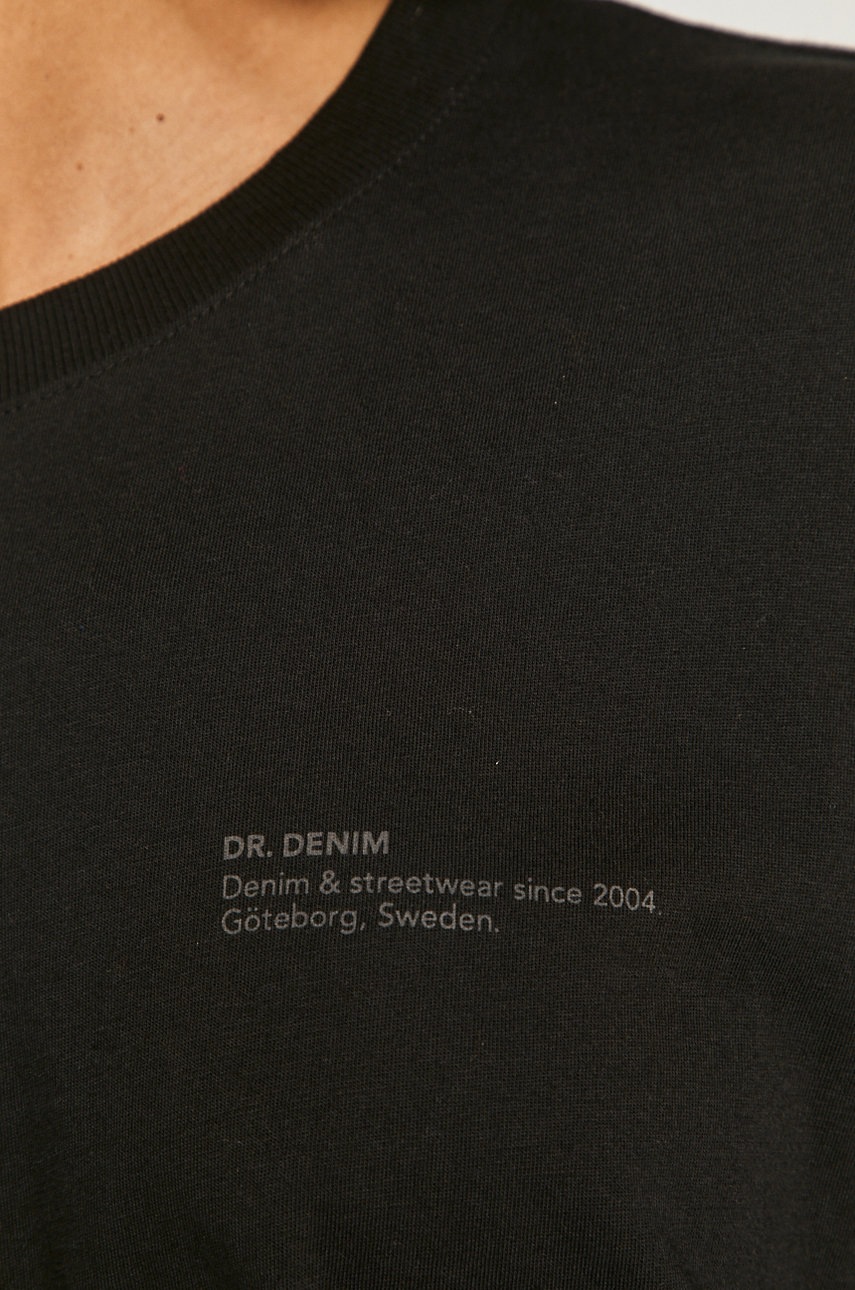 DR. DENIM
Denim & streetwear since 2004.
Göteborg, Sweden.